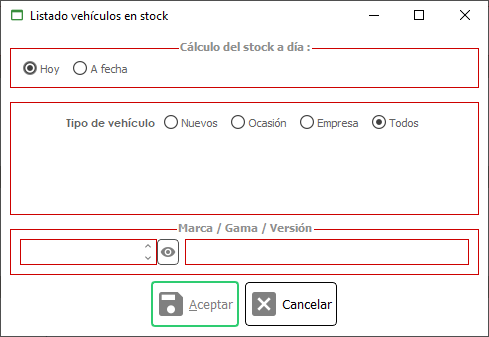 Listado vehículos en stock
Cálculo del stock a día :
Hoy A fecha
Tipo de vehículo Nuevos Ocasión Empresa Todos
Marca / Gama / Versión
Aceptar Cancelar